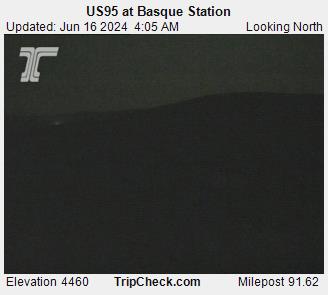 US95 at Basque Station
Updated: Jun 16 2024  4:05 AM Looking North
Elevation 4460 TripCheck.com Milepost 91.62